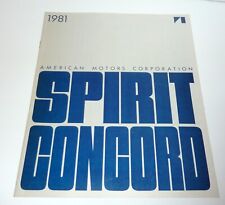 1981
AMERICAN MOTORS CORPORATION
SPIRIT
CONCORD